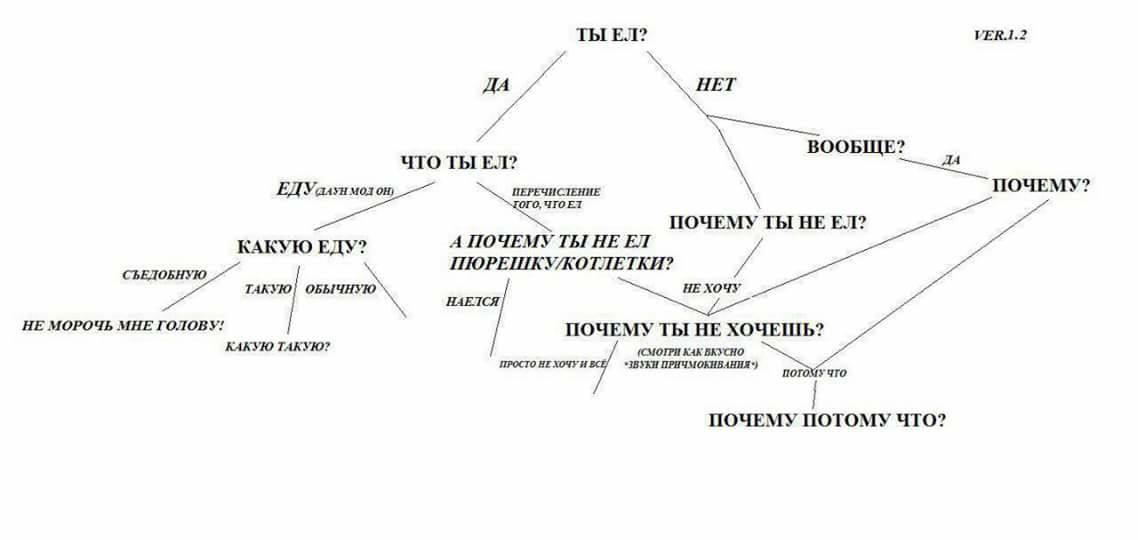 ТЫ ЕЛ?
VER.1.2
ДА
НЕТ
ВООБЩЕ?
ДА
ЧТО ТЫ ЕЛ?
ПОЧЕМУ?
ЕДУ(ДАУН МОД ОН)
ПЕРЕЧИСЛЕНИЕ
ТОГО, ЧТО ЕЛ
ПОЧЕМУ ТЫ НЕ ЕЛ?
КАКУЮ ЕДУ?
А ПОЧЕМУ ТЫ НЕ ЕЛ
ПЮРЕШКУ/КОТЛЕТКИ?
СЪЕДОБНУЮ
ТАКУЮ
ОБЫЧНУЮ
НАЕЛСЯ
НЕ ХОЧУ
НЕ МОРОЧЬ МНЕ ГОЛОВУ!
КАКУЮ ТАКУЮ?
ПОЧЕМУ ТЫ НЕ ХОЧЕШЬ?
(СМОТРИ КАК ВКУСНО
*ЗВУКИ ПРИЧМОКИВАНИЯ*)
ПРОСТО НЕ ХОЧУ И ВСЁ
ПОТОМУ ЧТО
ПОЧЕМУ ПОТОМУ ЧТО?